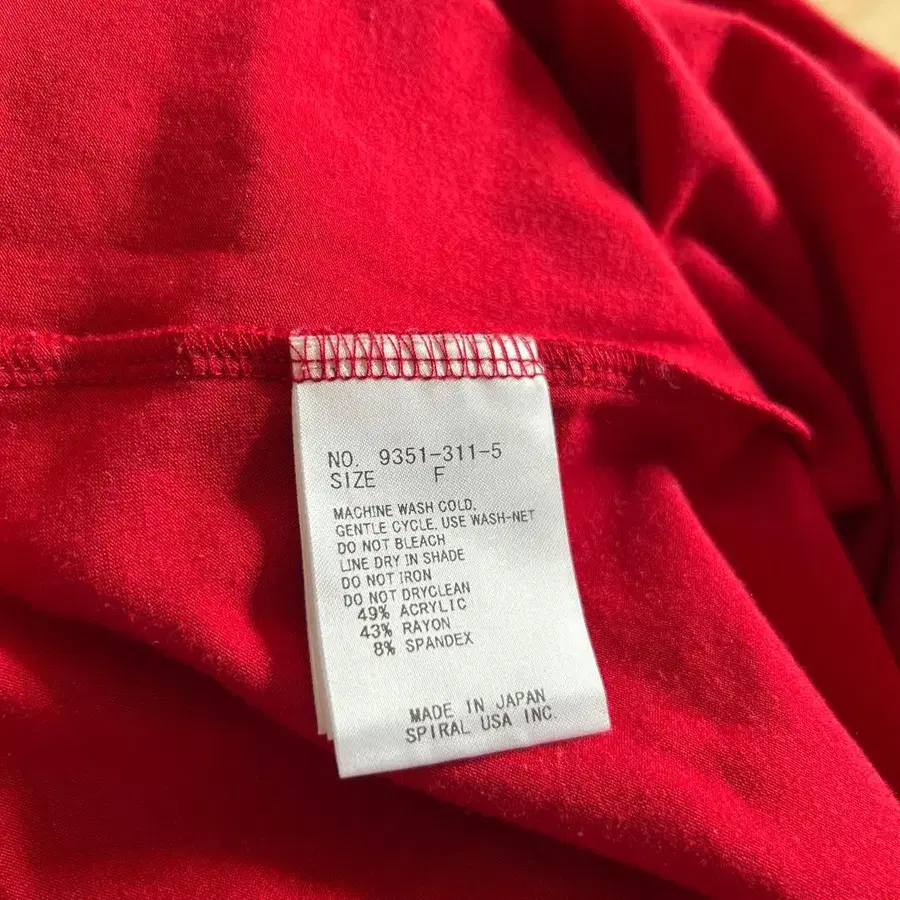 NO. 9351-311-5
SIZE F
MACHINE WASH COLD.
GENTLE CYCLE. USE WASH-NET
DO NOT BLEACH
LINE DRY IN SHADE
DO NOT IRON
DO NOT DRYCLEAN
49% ACRYLIC
43% RAYON
8% SPANDEX
MADE IN JAPAN
SPIRAL USA INC.